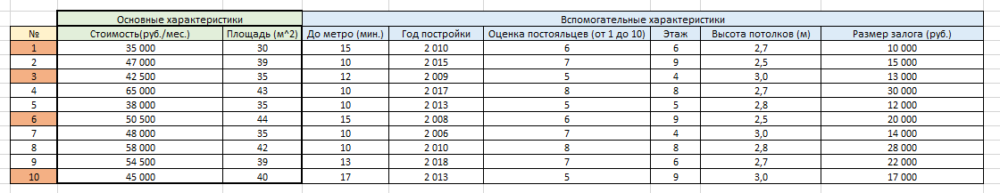 Основные характеристики Вспомогательные характеристики
№ Стоимость(руб./мес.) Площадь (м^2) До метро (мин.) Год постройки Оценка постояльцев (от 1 до 10) Этаж Высота потолков (м) Размер залога (руб.)
1 35 000 30 15 2 010 6 6 2,7 10 000
2 47 000 39 10 2 015 7 9 2,5 15 000
3 42 500 35 12 2 009 5 4 3,0 13 000
4 65 000 43 10 2 017 8 8 2,7 30 000
5 38 000 35 10 2 013 5 5 2,8 12 000
6 50 500 44 15 2 008 6 9 2,5 20 000
7 48 000 35 10 2 006 7 4 3,0 14 000
8 58 000 42 10 2 010 8 8 2,8 28 000
9 54 500 39 13 2 018 7 6 2,7 22 000
10 45 000 40 17 2 013 5 9 3,0 17 000